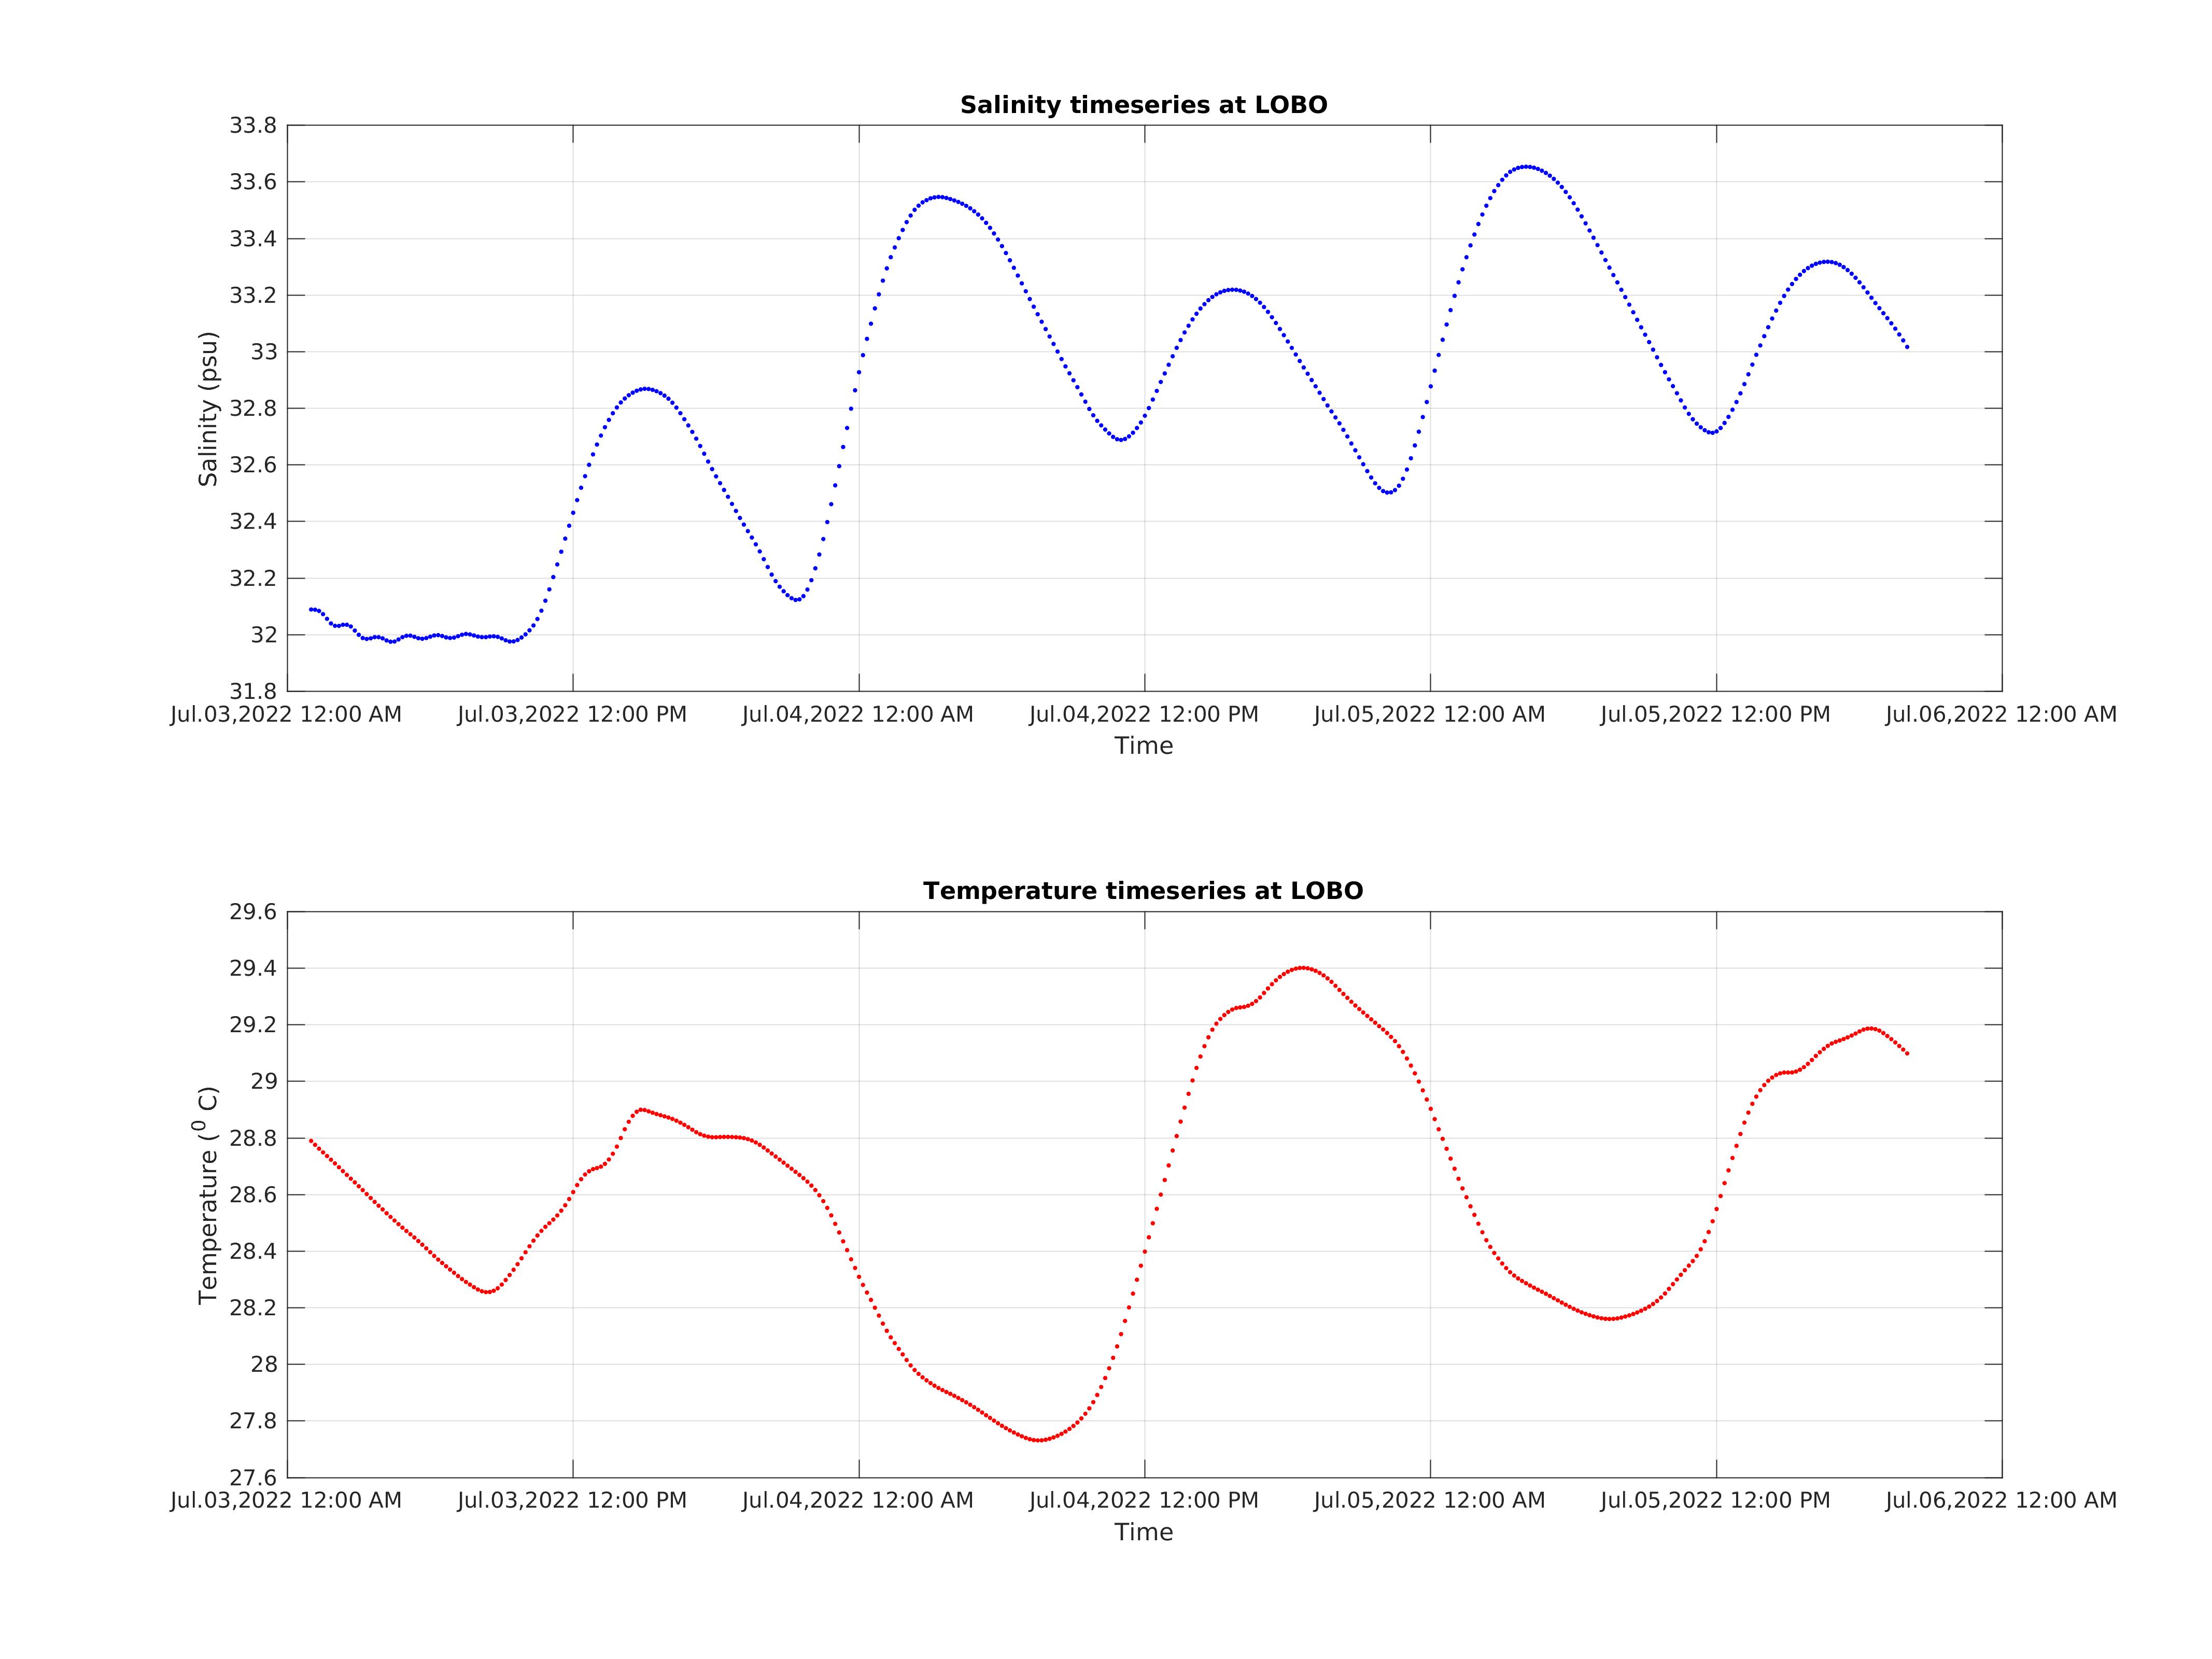 Salinity timeseries at LOBO
33.8
33.6
33.4
33.2
33
32.8
32.6
32.4
32.2
32
31.8
Salinity (psu)
Jul.03,2022 12:00 AM Jul.03,2022 12:00 PM Jul.04,2022 12:00 AM Jul.04,2022 12:00 PM Jul.05,2022 12:00 AM Jul.05,2022 12:00 PM Jul.06,2022 12:00 AM
Time
Temperature timeseries at LOBO
29.6
29.4
29.2
29
28.8
28.6
28.4
28.2
28
27.8
27.6
Temperature (⁰ C)
Jul.03,2022 12:00 AM Jul.03,2022 12:00 PM Jul.04,2022 12:00 AM Jul.04,2022 12:00 PM Jul.05,2022 12:00 AM Jul.05,2022 12:00 PM Jul.06,2022 12:00 AM
Time